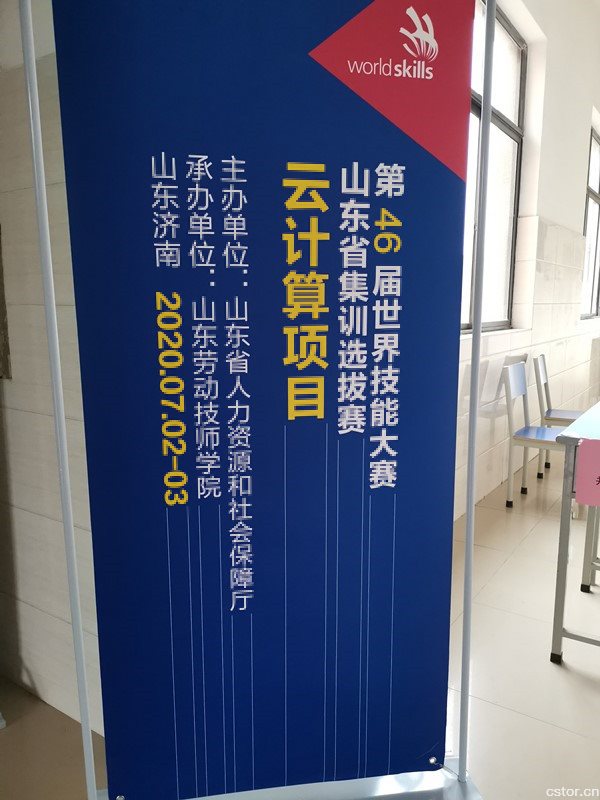 worldskills
第 46 届世界技能大赛
山东省集训选拔赛
云计算项目
主办单位：山东省人力资源和社会保障厅
承办单位：山东劳动技师学院
山东济南 2020.07.02-03
cstor.cn